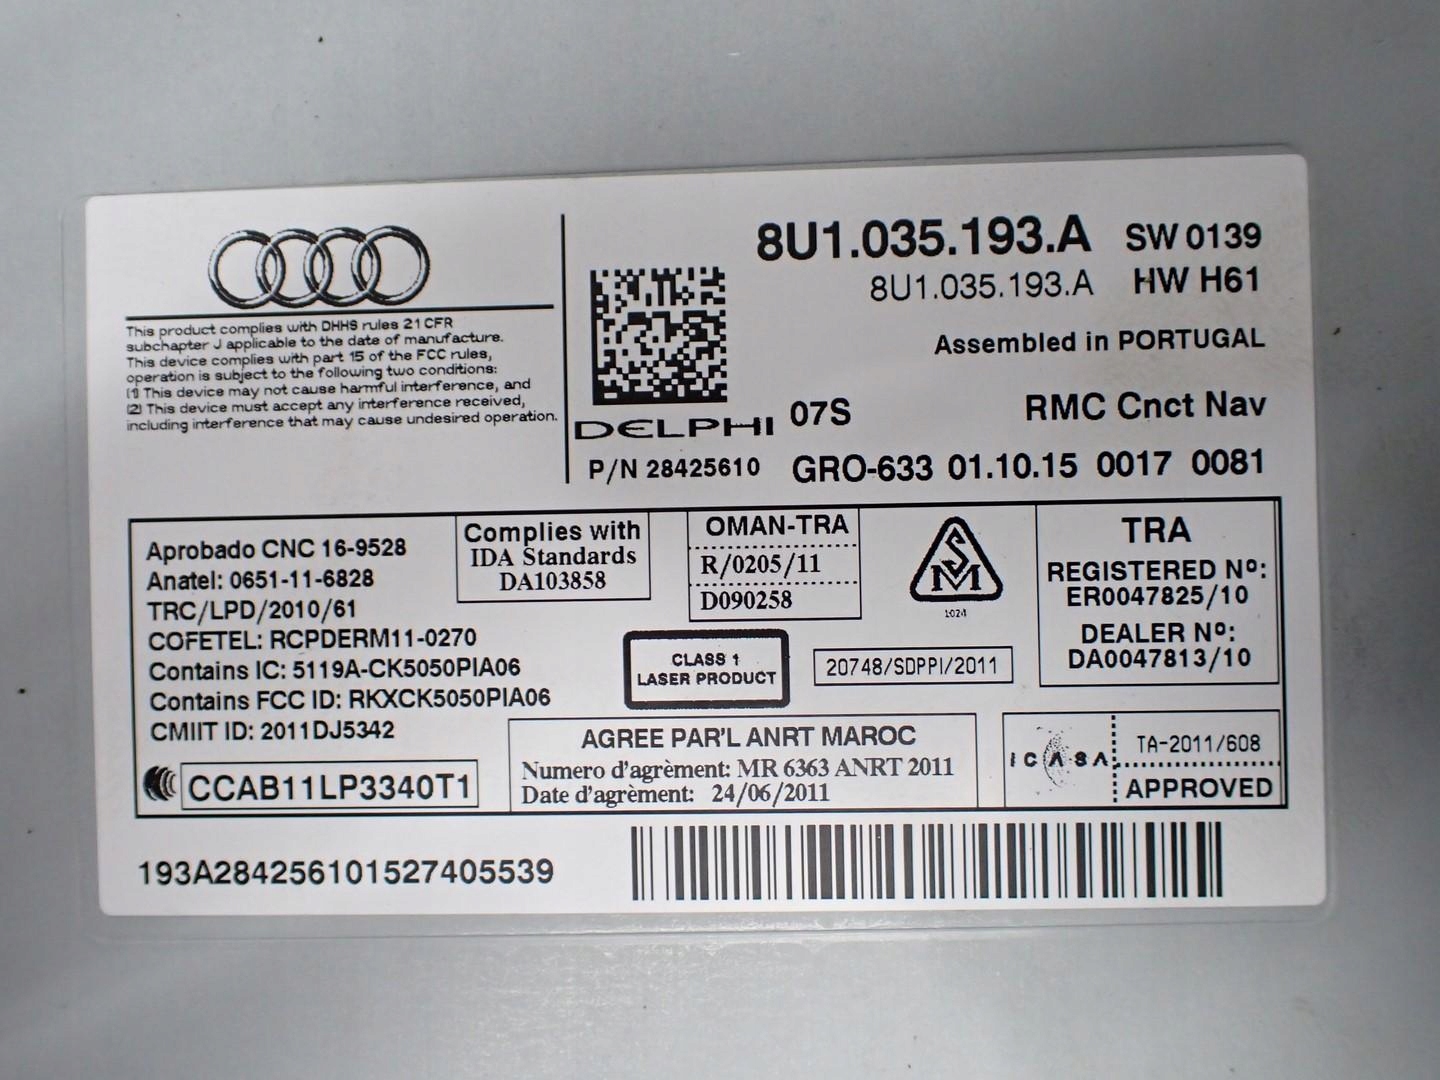 This product complies with DHHS rules 21 CFR
subchapter J applicable to the date of manufacture.
This device complies with part 15 of the FCC rules,
operation is subject to the following two conditions:
(1) This device may not cause harmful interference, and
(2) This device must accept any interference received,
including interference that may cause undesired operation.
8U1.035.193.A SW 0139
8U1.035.193.A HW H61
Assembled in PORTUGAL
DELPHI 07S RMC Cnct Nav
P/N 28425610 GRO-633 01.10.15 0017 0081
Aprobado CNC 16-9528
Anatel: 0651-11-6828
TRC/LPD/2010/61
COFETEL: RCPDERM11-0270
Contains IC: 5119A-CK5050PIA06
Contains FCC ID: RKXCK5050PIA06
CMIIT ID: 2011DJ5342
CCAB11LP3340T1
Complies with
IDA Standards
DA103858
OMAN-TRA
R/0205/11
D090258
SM
1024
TRA
REGISTERED Nº:
ER0047825/10
DEALER Nº:
DA0047813/10
CLASS 1
LASER PRODUCT
20748/SDPPI/2011
AGREE PAR'L ANRT MAROC
Numero d'agrèment: MR 6363 ANRT 2011
Date d'agrèment: 24/06/2011
ICASA
TA-2011/608
APPROVED
193A284256101527405539